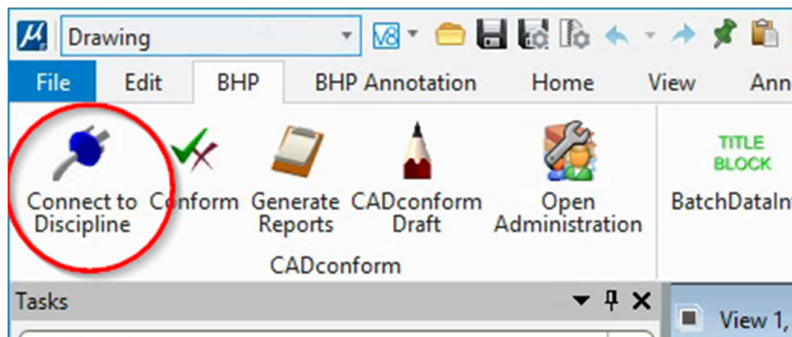 Drawing
V8
File Edit BHP BHP Annotation Home View Ann
Connect to Discipline Conform Generate Reports CADconform Draft Open Administration
TITLE BLOCK
BatchDataIn
CADconform
Tasks
View 1,